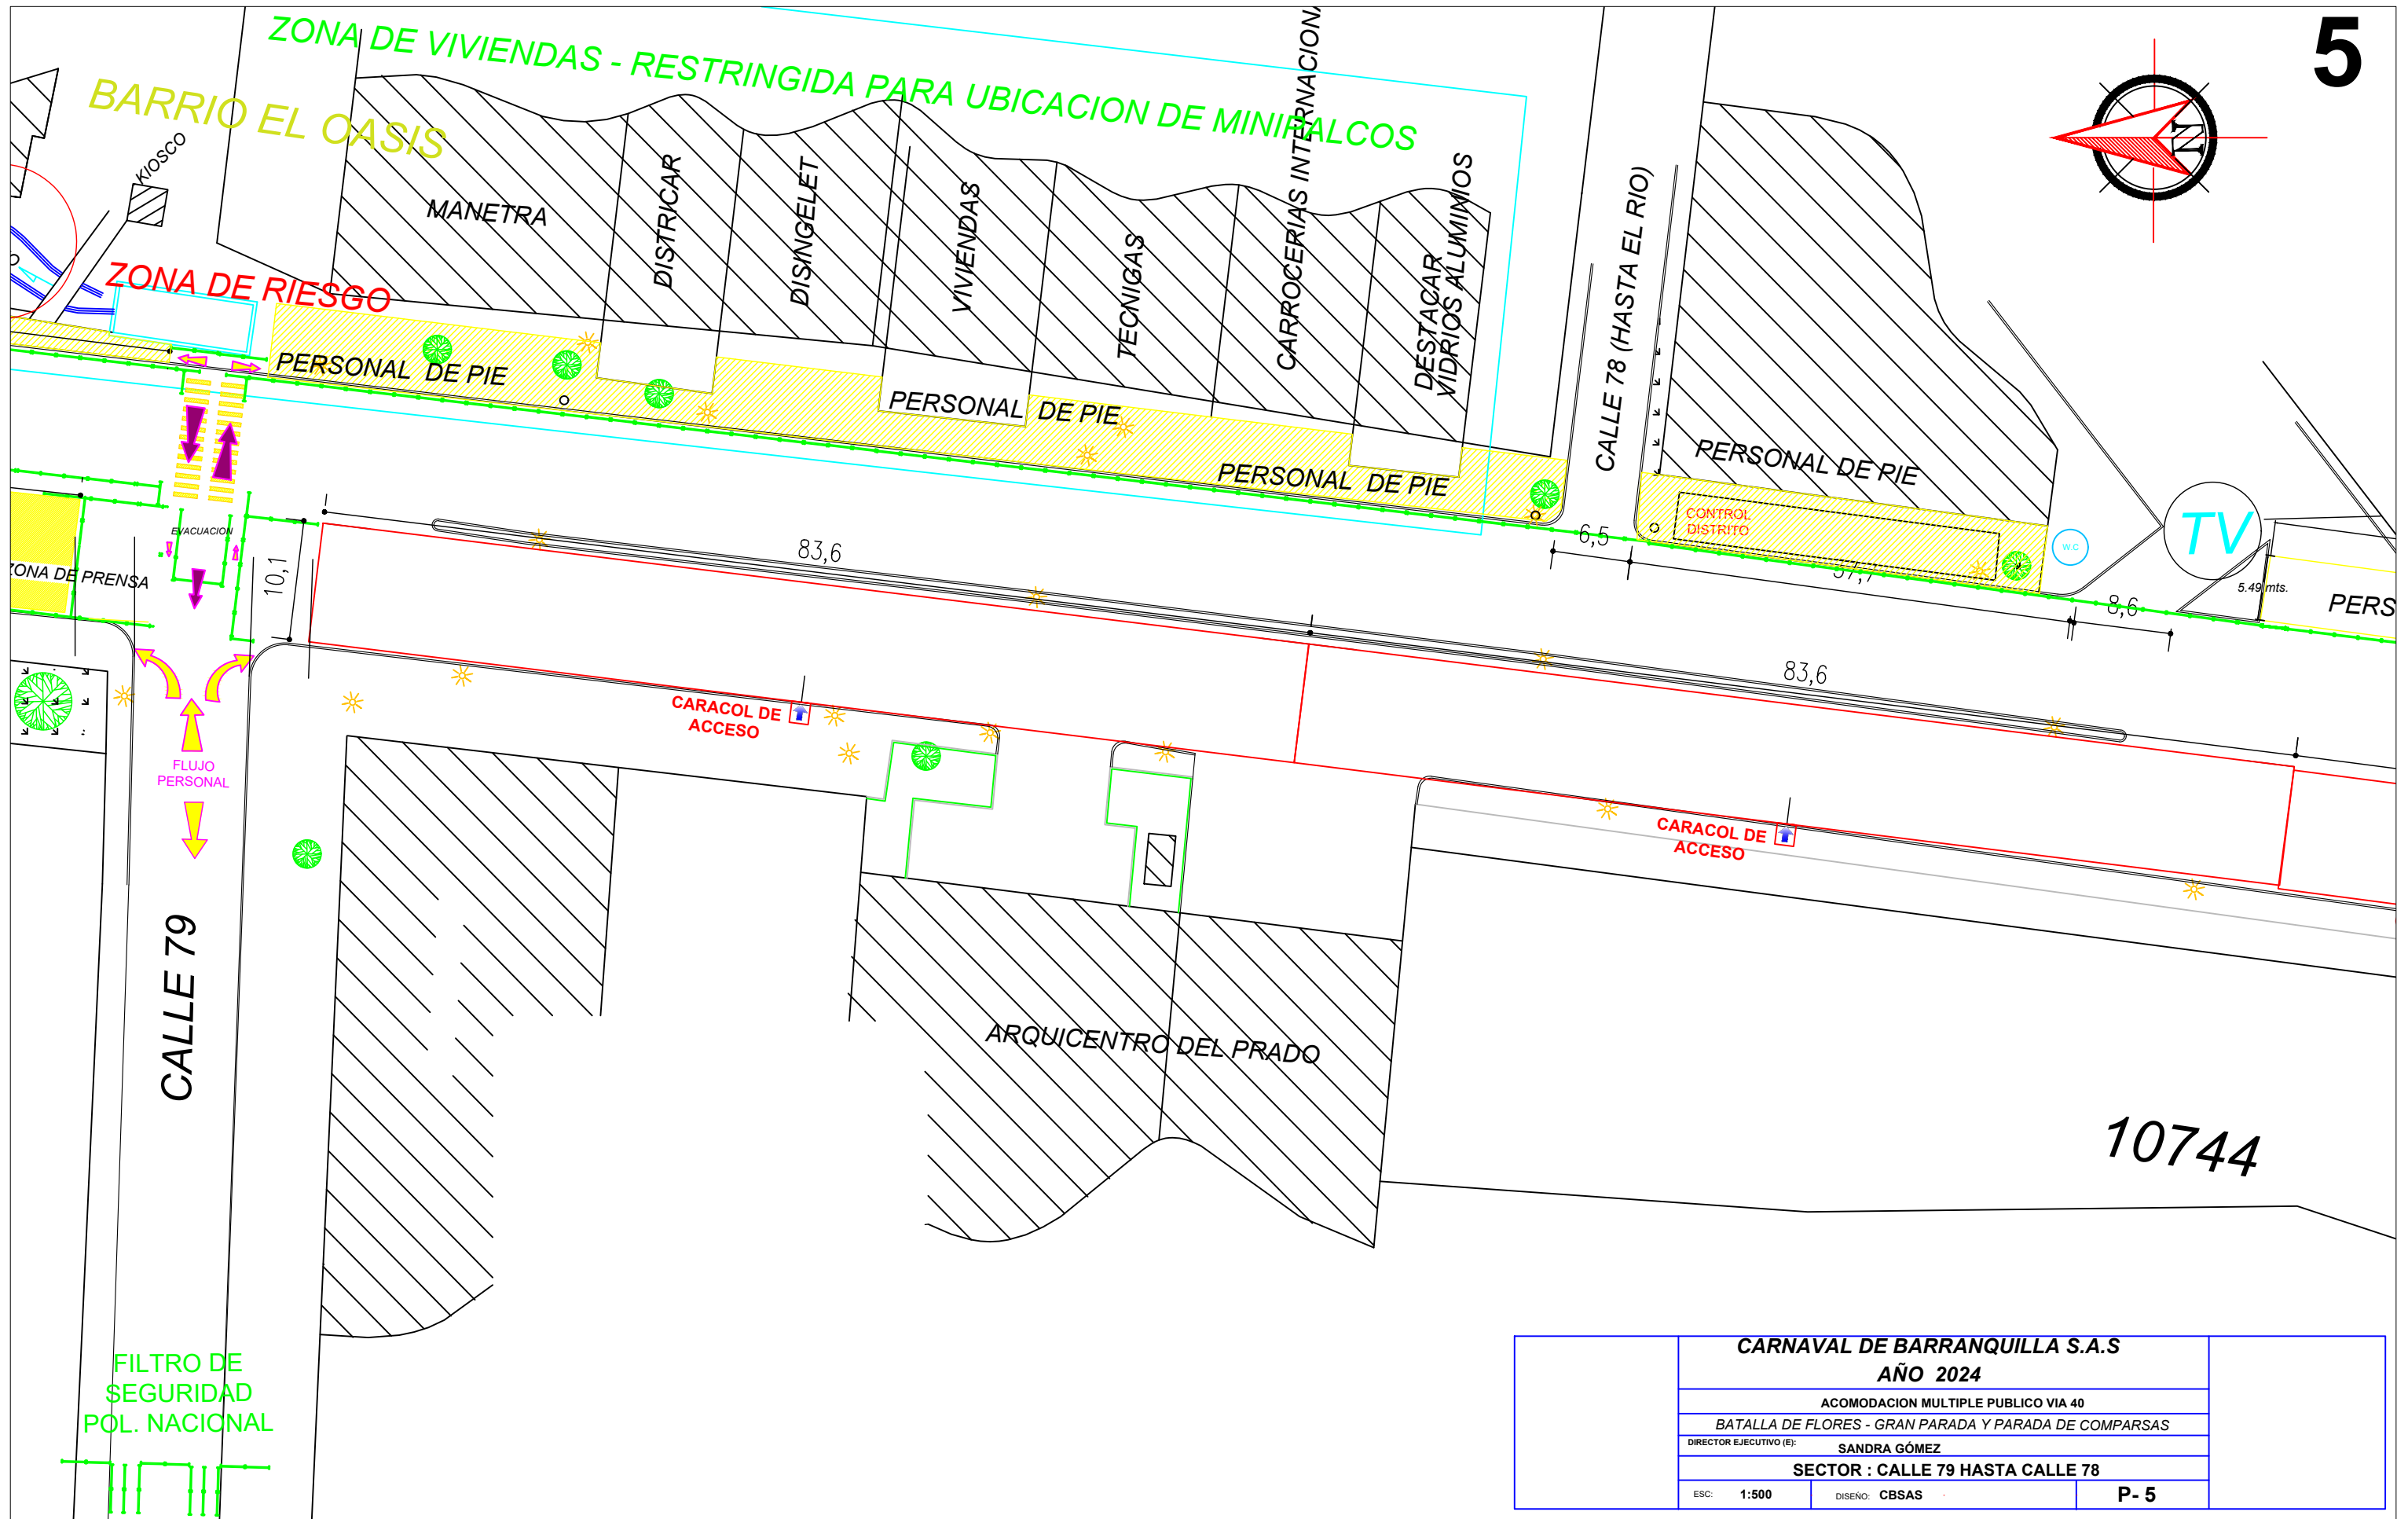 5
ZONA DE VIVIENDAS - RESTRINGIDA PARA UBICACION DE MINIPALCOS
BARRIO EL OASIS
KIOSCO
N
ZONA DE RIESGO
MANETRA
DISTRICAR
DISINGELET
VIVIENDAS
TECNIGAS
CARROCERIAS INTERNACIONA
DESTACAR
VIDRIOS ALUMINIOS
CALLE 78 (HASTA EL RIO)
PERSONAL DE PIE
PERSONAL DE PIE
PERSONAL DE PIE
PERSONAL DE PIE
CONTROL
DISTRITO
W.C
TV
5.49 mts.
PERS
6,5
57,7
8,6
EVACUACION
ZONA DE PRENSA
10,1
83,6
83,6
CARACOL DE
ACCESO
CARACOL DE
ACCESO
FLUJO
PERSONAL
CALLE 79
ARQUICENTRO DEL PRADO
10744
FILTRO DE
SEGURIDAD
POL. NACIONAL
CARNAVAL DE BARRANQUILLA S.A.S
AÑO 2024
ACOMODACION MULTIPLE PUBLICO VIA 40
BATALLA DE FLORES - GRAN PARADA Y PARADA DE COMPARSAS
DIRECTOR EJECUTIVO (E): SANDRA GÓMEZ
SECTOR : CALLE 79 HASTA CALLE 78
ESC: 1:500 DISEÑO: CBSAS P- 5